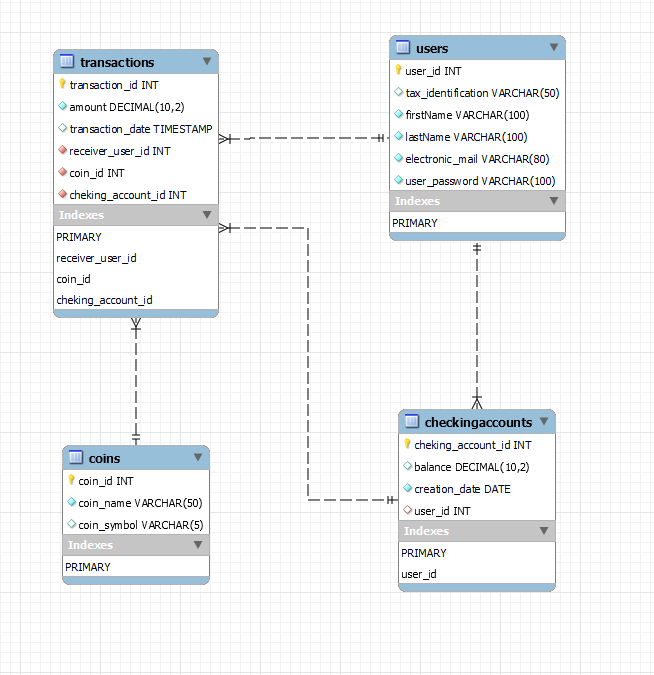 transactions
transaction_id INT
amount DECIMAL(10,2)
transaction_date TIMESTAMP
receiver_user_id INT
coin_id INT
cheking_account_id INT
Indexes
PRIMARY
receiver_user_id
coin_id
cheking_account_id
users
user_id INT
tax_identification VARCHAR(50)
firstName VARCHAR(100)
lastName VARCHAR(100)
electronic_mail VARCHAR(80)
user_password VARCHAR(100)
Indexes
PRIMARY
coins
coin_id INT
coin_name VARCHAR(50)
coin_symbol VARCHAR(5)
Indexes
PRIMARY
checkingaccounts
cheking_account_id INT
balance DECIMAL(10,2)
creation_date DATE
user_id INT
Indexes
PRIMARY
user_id